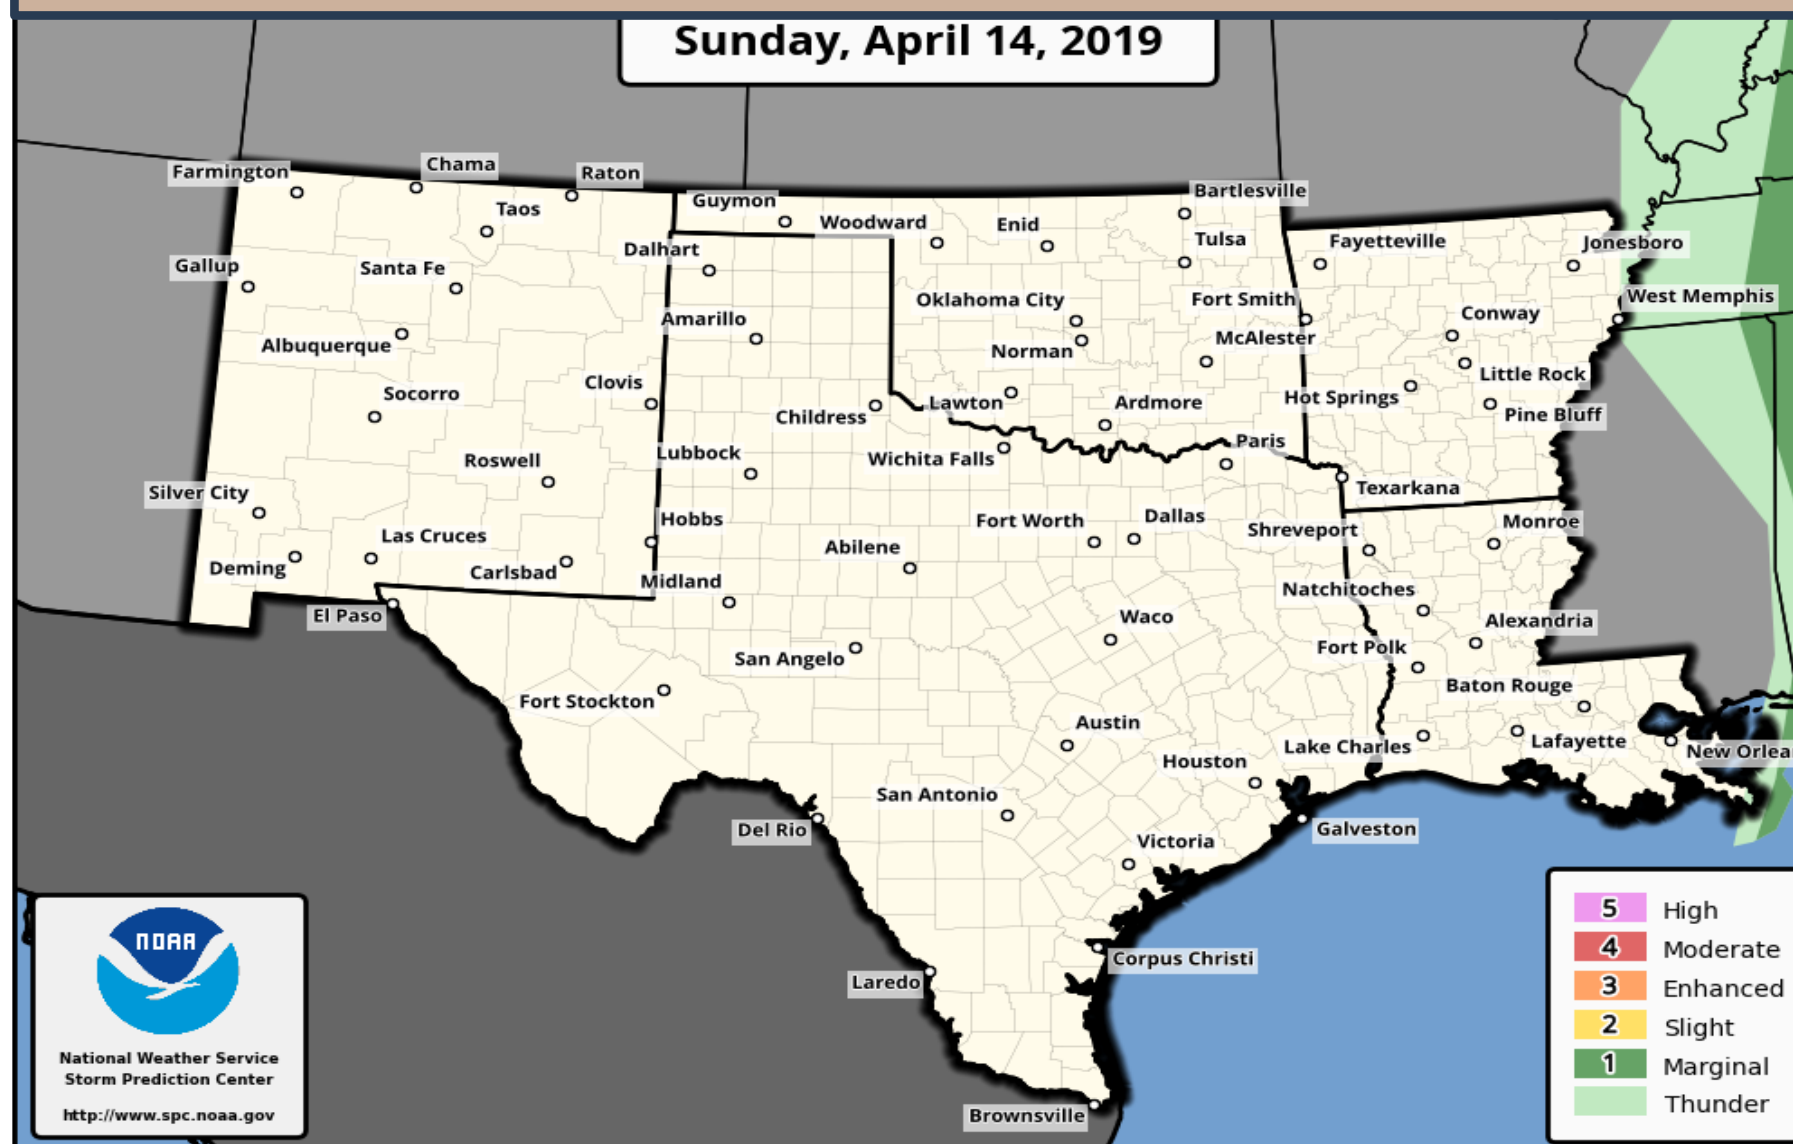 Sunday, April 14, 2019
Farmington
Chama
Raton
Taos
Guymon
Woodward
Enid
Bartlesville
Tulsa
Fayetteville
Jonesboro
Gallup
Santa Fe
Dalhart
Oklahoma City
Fort Smith
West Memphis
Albuquerque
Amarillo
Norman
McAlester
Conway
Socorro
Clovis
Childress
Lawton
Ardmore
Hot Springs
Little Rock
Pine Bluff
Roswell
Lubbock
Wichita Falls
Paris
Texarkana
Silver City
Las Cruces
Hobbs
Fort Worth
Dallas
Shreveport
Monroe
Deming
Carlsbad
Midland
Abilene
Natchitoches
El Paso
Waco
Alexandria
San Angelo
Fort Polk
Fort Stockton
Baton Rouge
Austin
Lake Charles
Lafayette
New Orlea
Houston
San Antonio
Del Rio
Galveston
Victoria
Corpus Christi
Laredo
Brownsville
NOAA
National Weather Service
Storm Prediction Center
http://www.spc.noaa.gov
5 High
4 Moderate
3 Enhanced
2 Slight
1 Marginal
Thunder